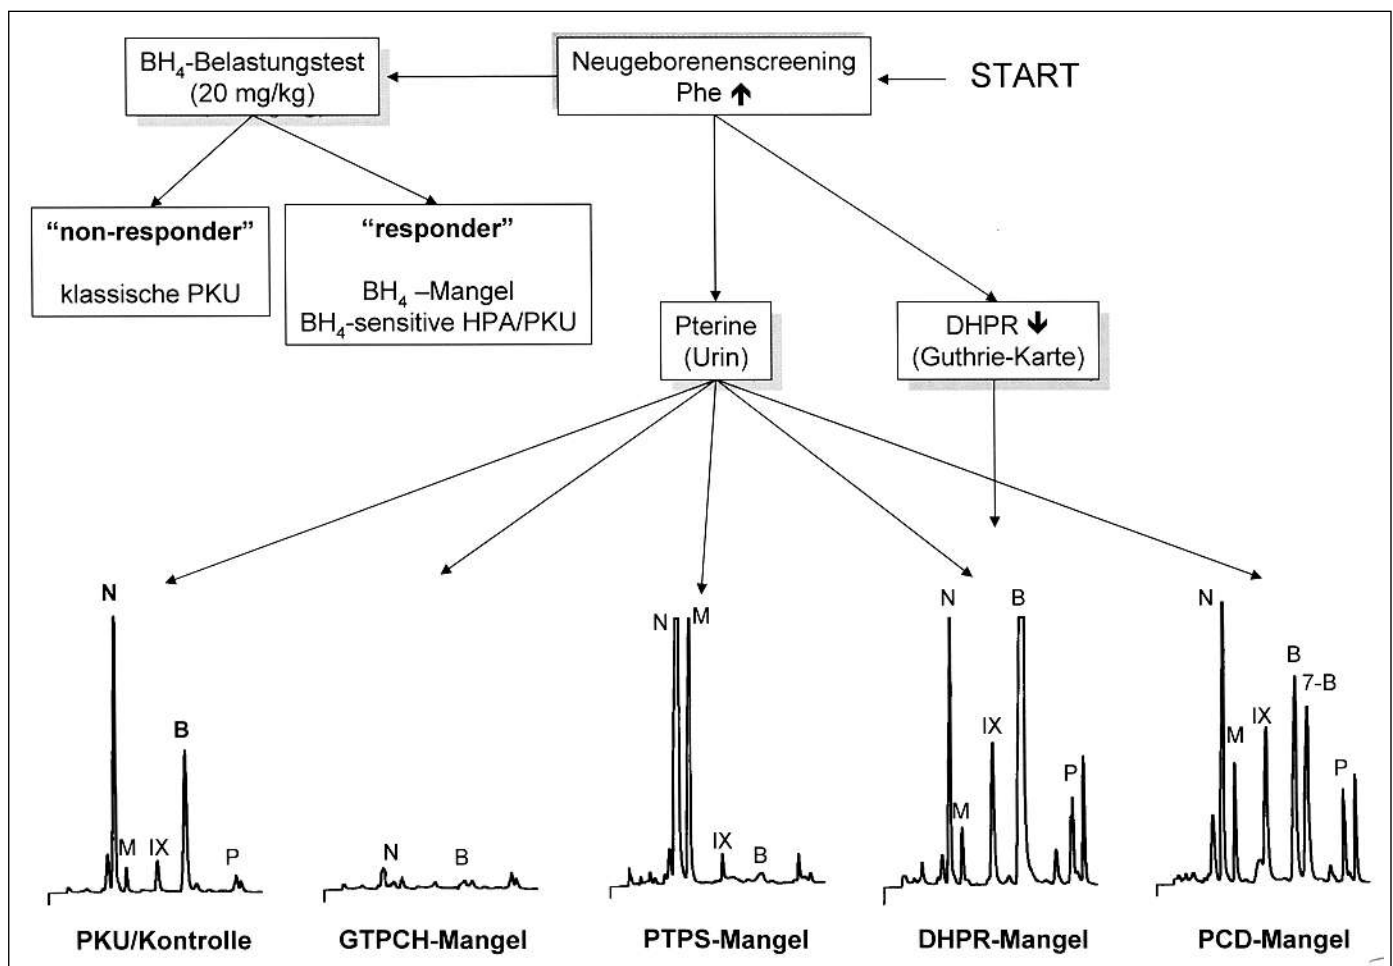 START
Neugeborenenscreening
Phe ↑
BH₄-Belastungstest
(20 mg/kg)
“non-responder”
klassische PKU
“responder”
BH₄ –Mangel
BH₄-sensitive HPA/PKU
Pterine
(Urin)
DHPR ↓
(Guthrie-Karte)
N
M
IX
B
P
PKU/Kontrolle
N
B
GTPCH-Mangel
N
M
IX
B
PTPS-Mangel
N
M
IX
B
P
DHPR-Mangel
N
M
IX
B
7-B
P
PCD-Mangel